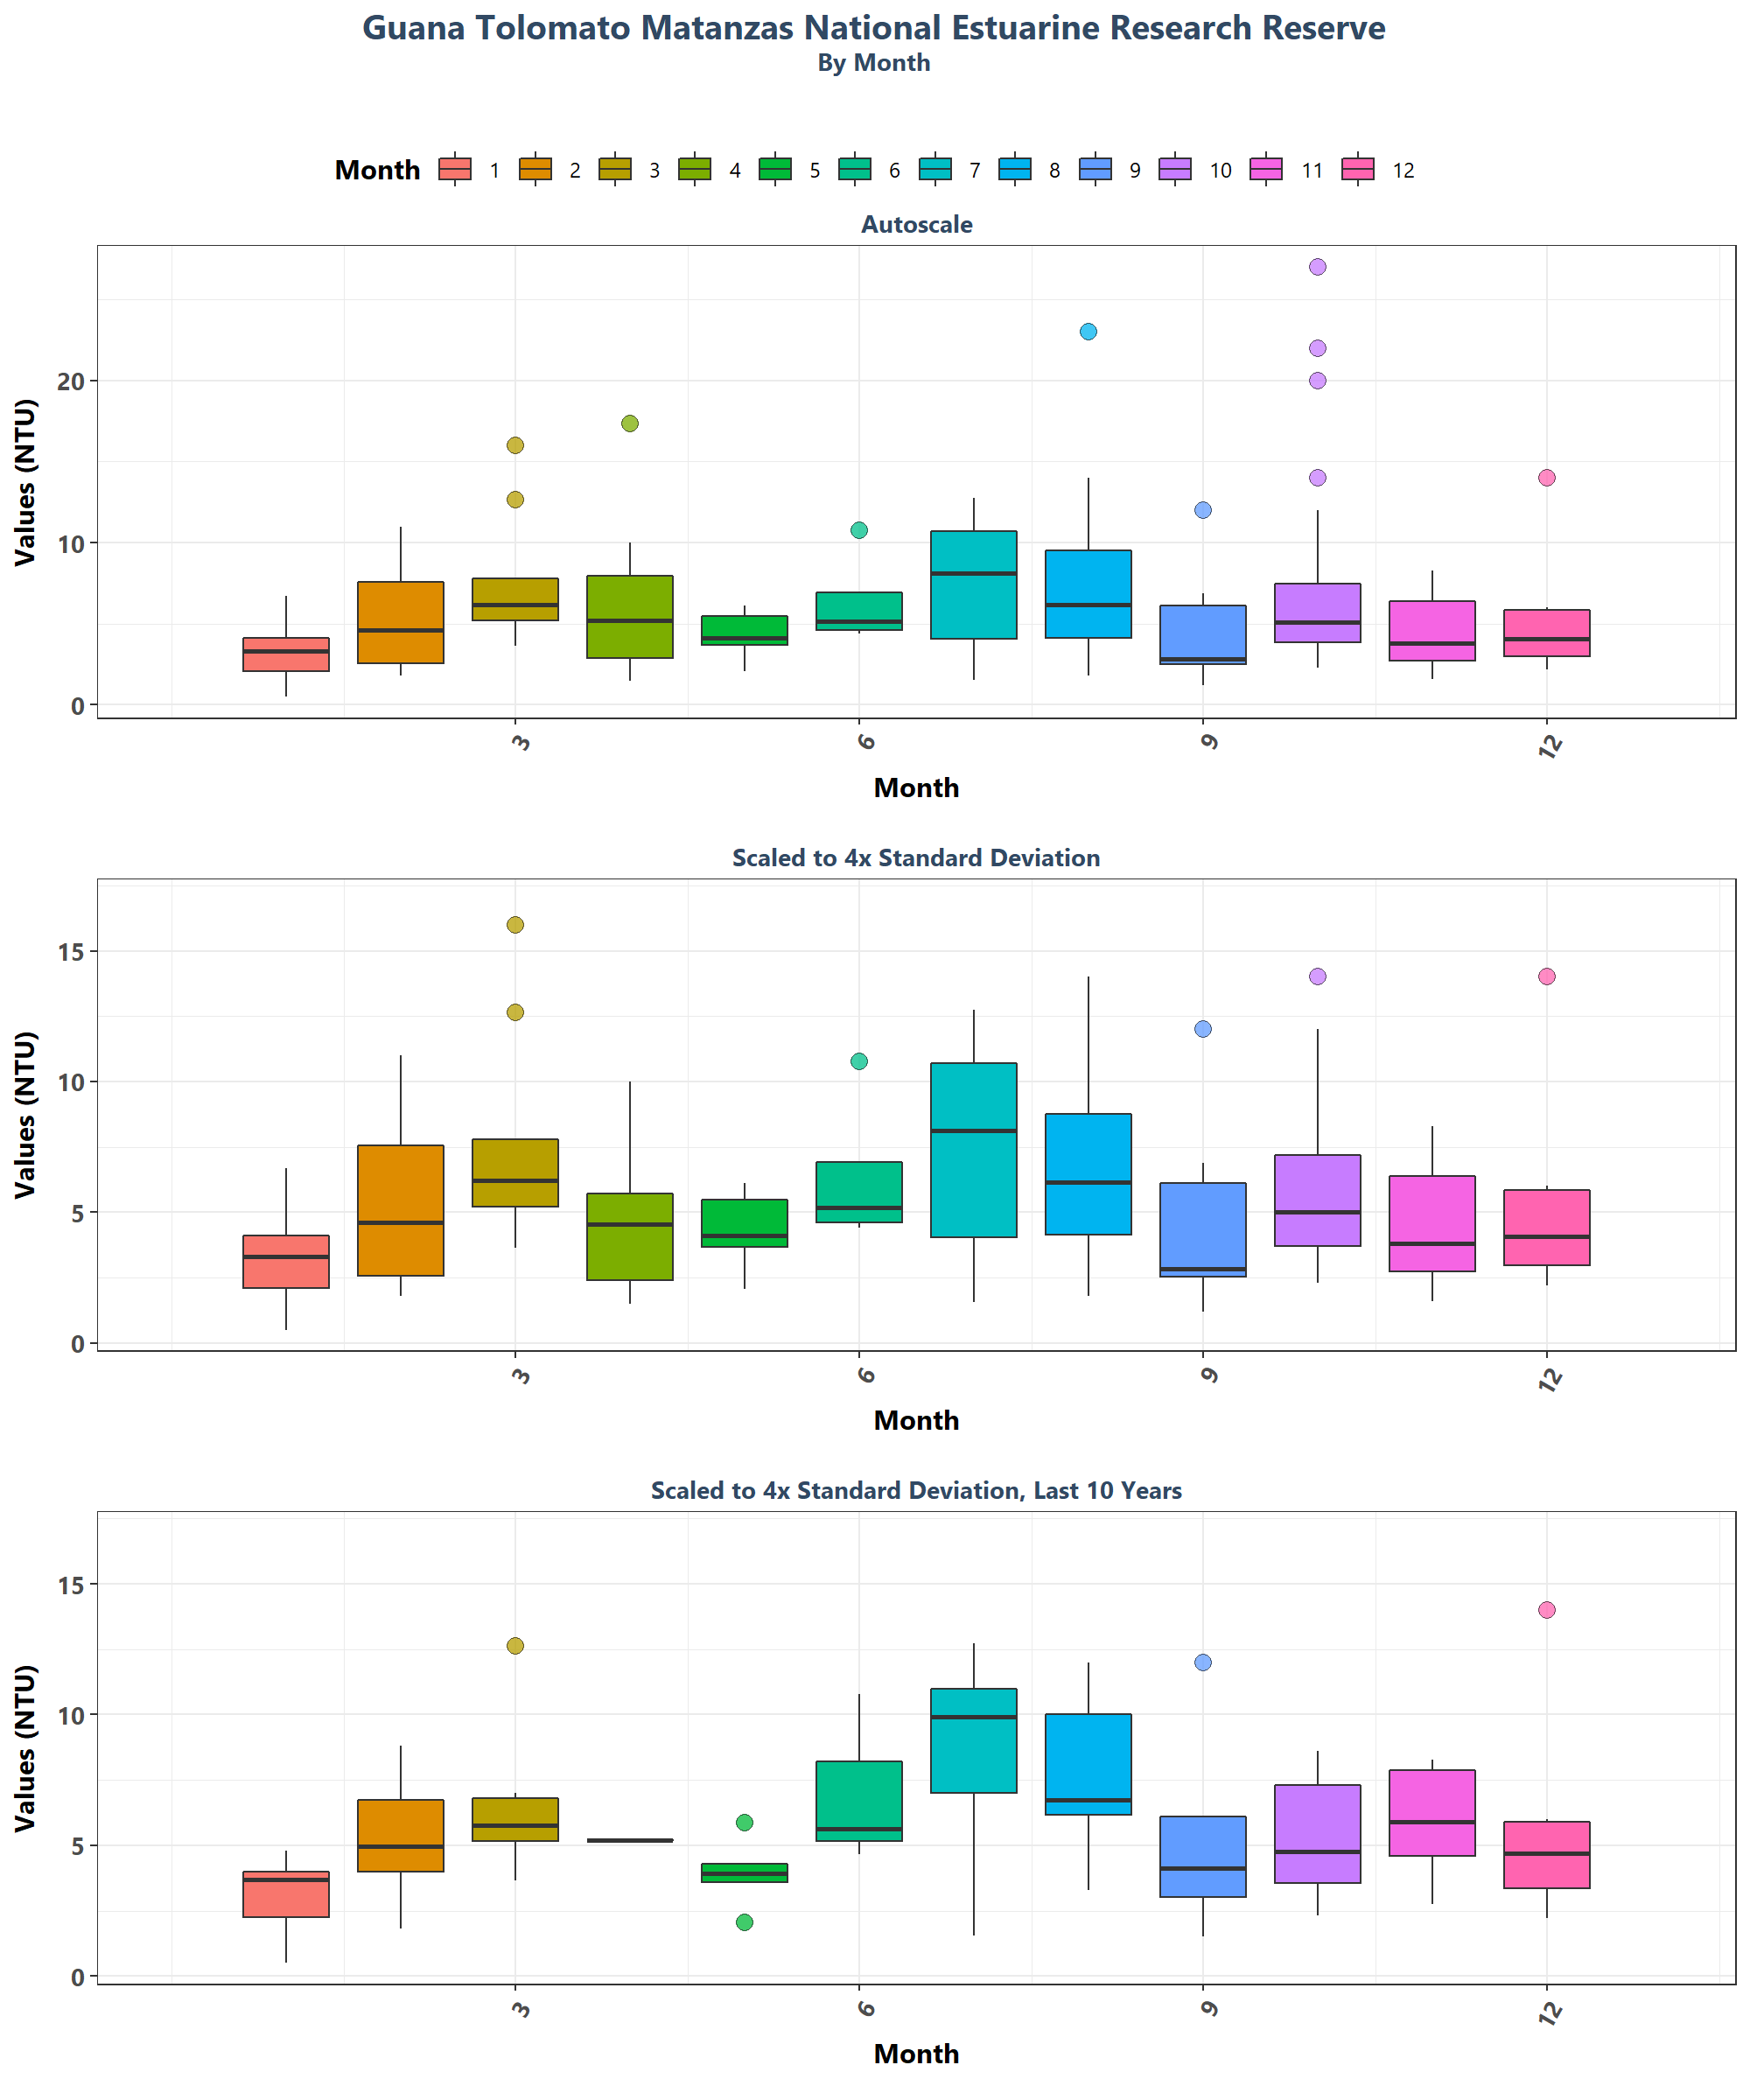 Guana Tolomato Matanzas National Estuarine Research Reserve
By Month
Month 1 2 3 4 5 6 7 8 9 10 11 12
Autoscale
Values (NTU)
20
10
0
3 6 9 12
Month
Scaled to 4x Standard Deviation
Values (NTU)
15
10
5
0
3 6 9 12
Month
Scaled to 4x Standard Deviation, Last 10 Years
Values (NTU)
15
10
5
0
3 6 9 12
Month